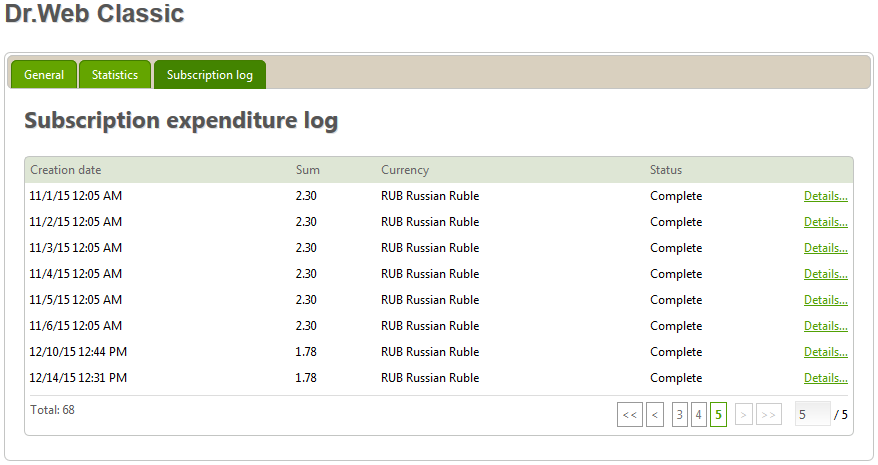 Dr.Web Classic
General Statistics Subscription log
Subscription expenditure log
Creation date Sum Currency Status
11/1/15 12:05 AM 2.30 RUB Russian Ruble Complete Details...
11/2/15 12:05 AM 2.30 RUB Russian Ruble Complete Details...
11/3/15 12:05 AM 2.30 RUB Russian Ruble Complete Details...
11/4/15 12:05 AM 2.30 RUB Russian Ruble Complete Details...
11/5/15 12:05 AM 2.30 RUB Russian Ruble Complete Details...
11/6/15 12:05 AM 2.30 RUB Russian Ruble Complete Details...
12/10/15 12:44 PM 1.78 RUB Russian Ruble Complete Details...
12/14/15 12:31 PM 1.78 RUB Russian Ruble Complete Details...
Total: 68 << < 3 4 5 > >> 5 / 5